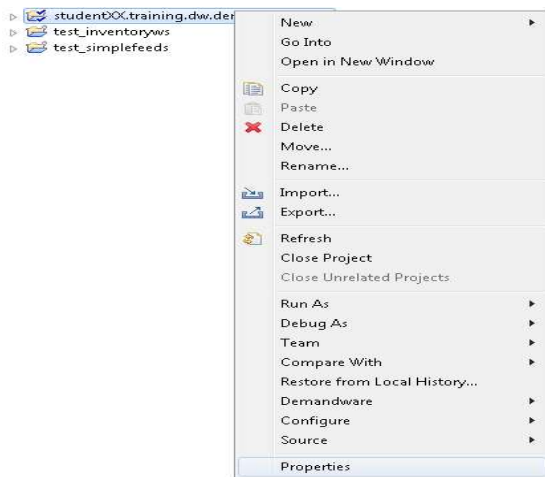 studentXX.training.dw.der
test_inventoryws
test_simplefeeds
New
Go Into
Open in New Window
Copy
Paste
Delete
Move...
Rename...
Import...
Export...
Refresh
Close Project
Close Unrelated Projects
Run As
Debug As
Team
Compare With
Restore from Local History...
Demandware
Configure
Source
Properties